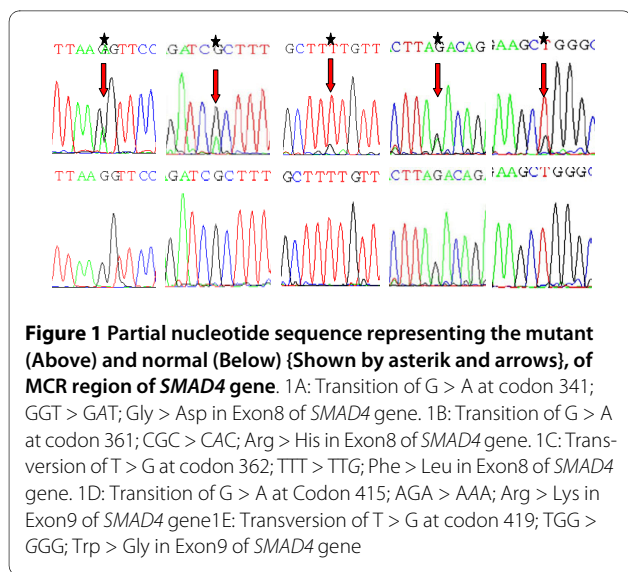 TTAAGAGTTCC GATCGCTTT GCTTTTGTT CTTAGACAG GAAGCTGGGC
TTAAGGTTCC GATCGCTTT GCTTTTGTT CTTAGACAG GAAGCTGGGC
Figure 1 Partial nucleotide sequence representing the mutant
(Above) and normal (Below) {Shown by asterik and arrows}, of
MCR region of SMAD4 gene. 1A: Transition of G > A at codon 341;
GGT > GAT; Gly > Asp in Exon8 of SMAD4 gene. 1B: Transition of G > A
at codon 361; CGC > CAC; Arg > His in Exon8 of SMAD4 gene. 1C: Trans-
version of T > G at codon 362; TTT > TTG; Phe > Leu in Exon8 of SMAD4
gene. 1D: Transition of G > A at Codon 415; AGA > AAA; Arg > Lys in
Exon9 of SMAD4 gene1E: Transversion of T > G at codon 419; TGG >
GGG; Trp > Gly in Exon9 of SMAD4 gene